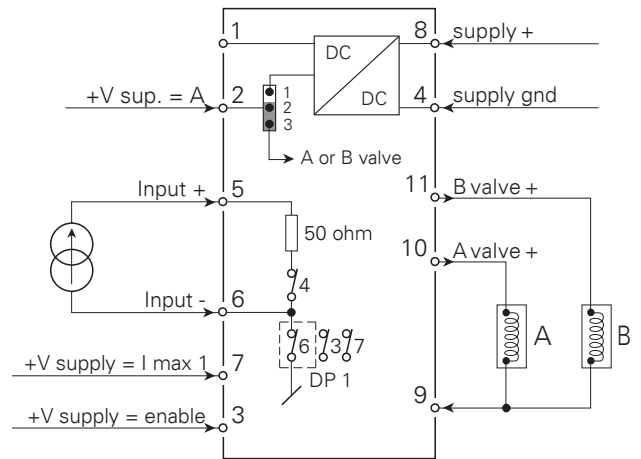 1
8
supply +
DC
DC
+V sup. = A
2
1
2
3
4
supply gnd
A or B valve
Input +
5
11
B valve +
50 ohm
10
A valve +
4
Input -
6
A
B
6
3
7
DP 1
+V supply = I max 1
7
9
+V supply = enable
3